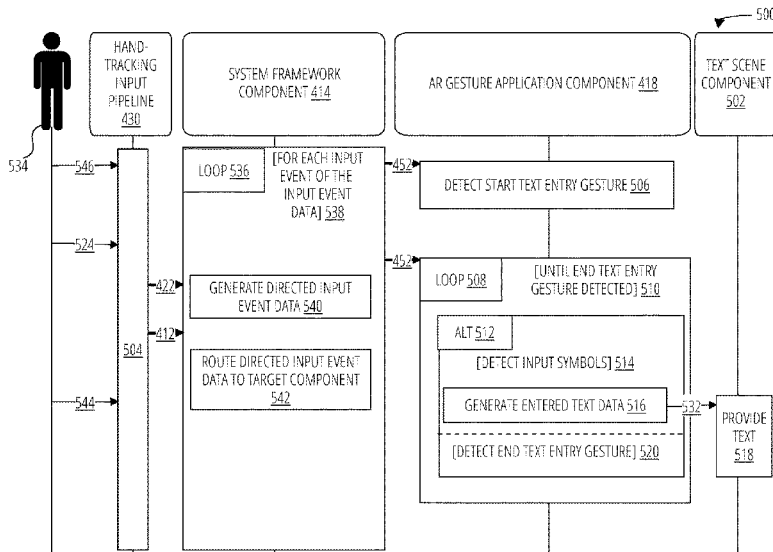 500
HAND-
TRACKING
INPUT
PIPELINE
430
SYSTEM FRAMEWORK
COMPONENT 414
AR GESTURE APPLICATION COMPONENT 418
TEXT SCENE
COMPONENT
502
534
546
524
544
504
422
412
LOOP 536
[FOR EACH INPUT
EVENT OF THE
INPUT EVENT
DATA] 538
GENERATE DIRECTED INPUT
EVENT DATA 540
ROUTE DIRECTED INPUT EVENT
DATA TO TARGET COMPONENT
542
452
DETECT START TEXT ENTRY GESTURE 506
452
LOOP 508
[UNTIL END TEXT ENTRY
GESTURE DETECTED] 510
ALT 512
[DETECT INPUT SYMBOLS] 514
GENERATE ENTERED TEXT DATA 516
532
[DETECT END TEXT ENTRY GESTURE] 520
PROVIDE
TEXT
518